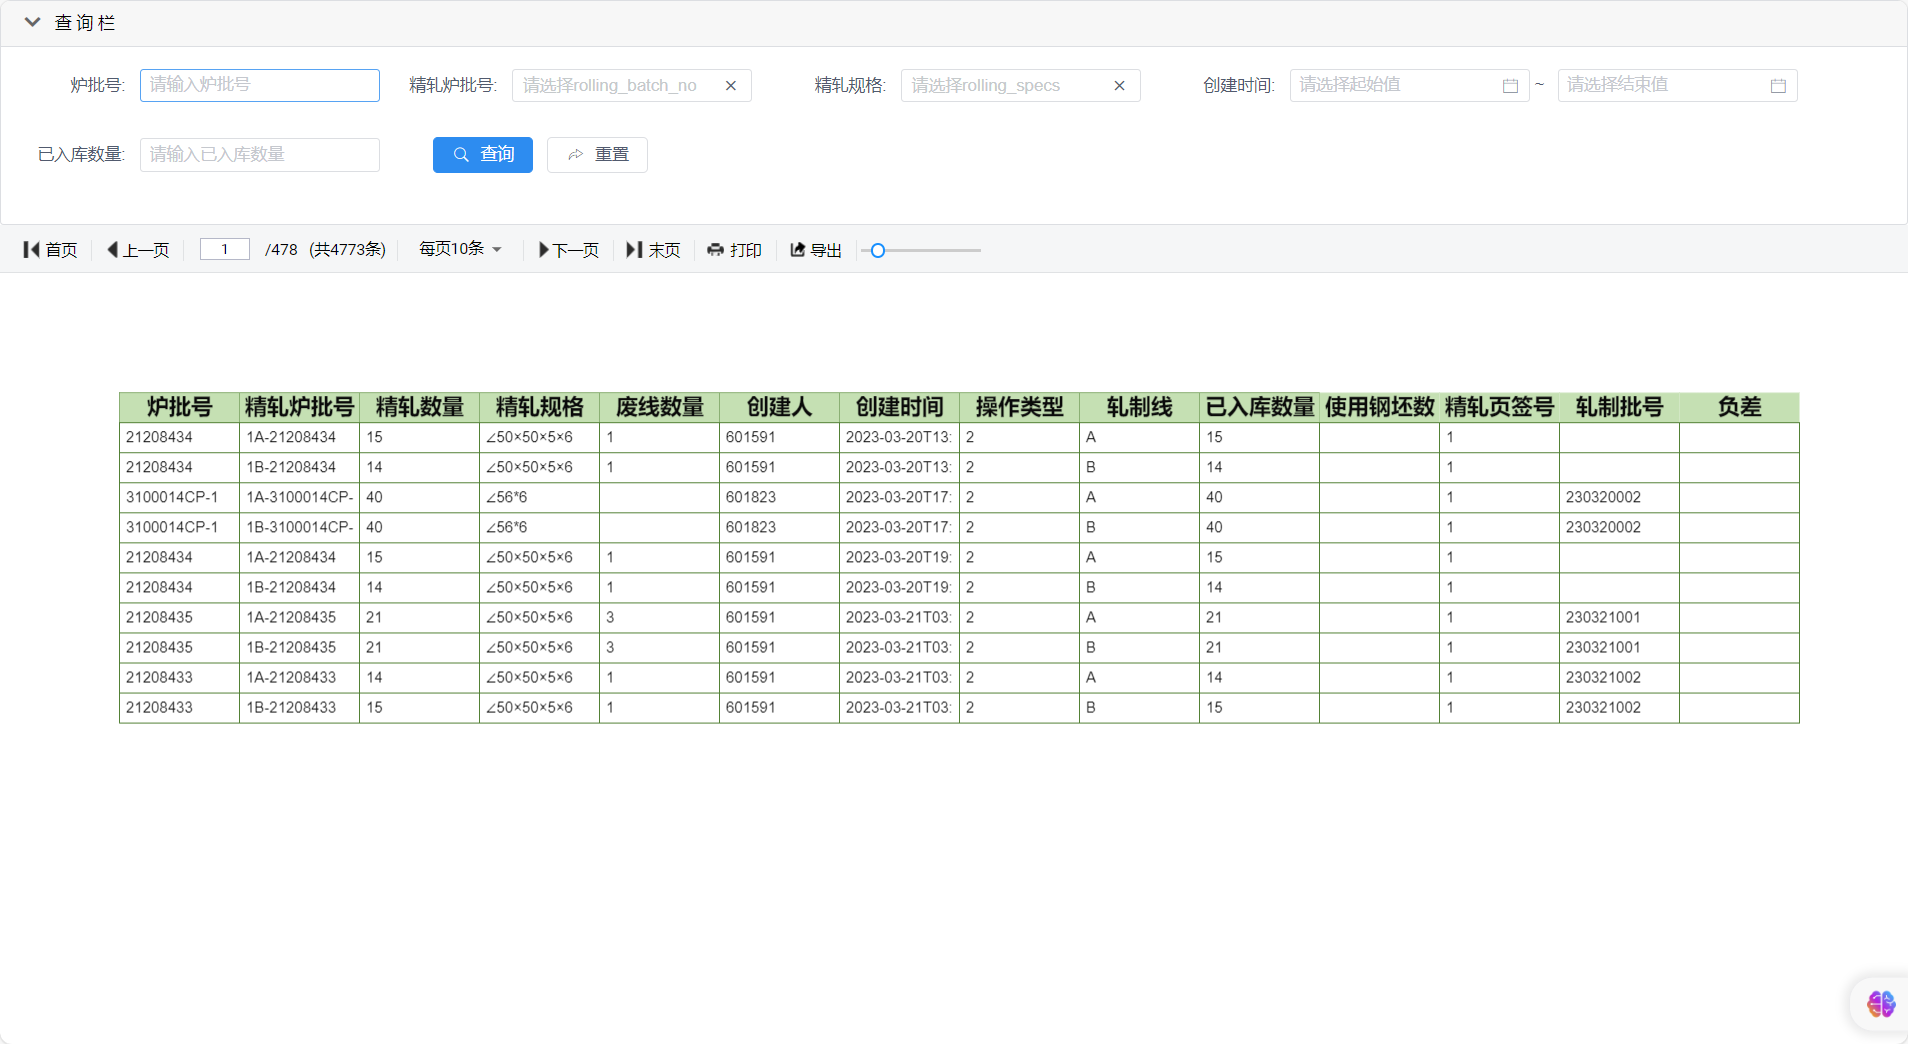 查询栏
炉批号: 请输入炉批号 精轧炉批号: 请选择rolling_batch_no 精轧规格: 请选择rolling_specs 创建时间: 请选择起始值 ~ 请选择结束值
已入库数量: 请输入已入库数量 查询 重置
首页 上一页 1 /478 (共4773条) 每页10条 下一页 末页 打印 导出
炉批号 精轧炉批号 精轧数量 精轧规格 废线数量 创建人 创建时间 操作类型 轧制线 已入库数量 使用钢坯数 精轧页签号 轧制批号 负差
21208434 1A-21208434 15 ∠50×50×5×6 1 601591 2023-03-20T13: 2 A 15 1
21208434 1B-21208434 14 ∠50×50×5×6 1 601591 2023-03-20T13: 2 B 14 1
3100014CP-1 1A-3100014CP- 40 ∠56*6 601823 2023-03-20T17: 2 A 40 1 230320002
3100014CP-1 1B-3100014CP- 40 ∠56*6 601823 2023-03-20T17: 2 B 40 1 230320002
21208434 1A-21208434 15 ∠50×50×5×6 1 601591 2023-03-20T19: 2 A 15 1
21208434 1B-21208434 14 ∠50×50×5×6 1 601591 2023-03-20T19: 2 B 14 1
21208435 1A-21208435 21 ∠50×50×5×6 3 601591 2023-03-21T03: 2 A 21 1 230321001
21208435 1B-21208435 21 ∠50×50×5×6 3 601591 2023-03-21T03: 2 B 21 1 230321001
21208433 1A-21208433 14 ∠50×50×5×6 1 601591 2023-03-21T03: 2 A 14 1 230321002
21208433 1B-21208433 15 ∠50×50×5×6 1 601591 2023-03-21T03: 2 B 15 1 230321002